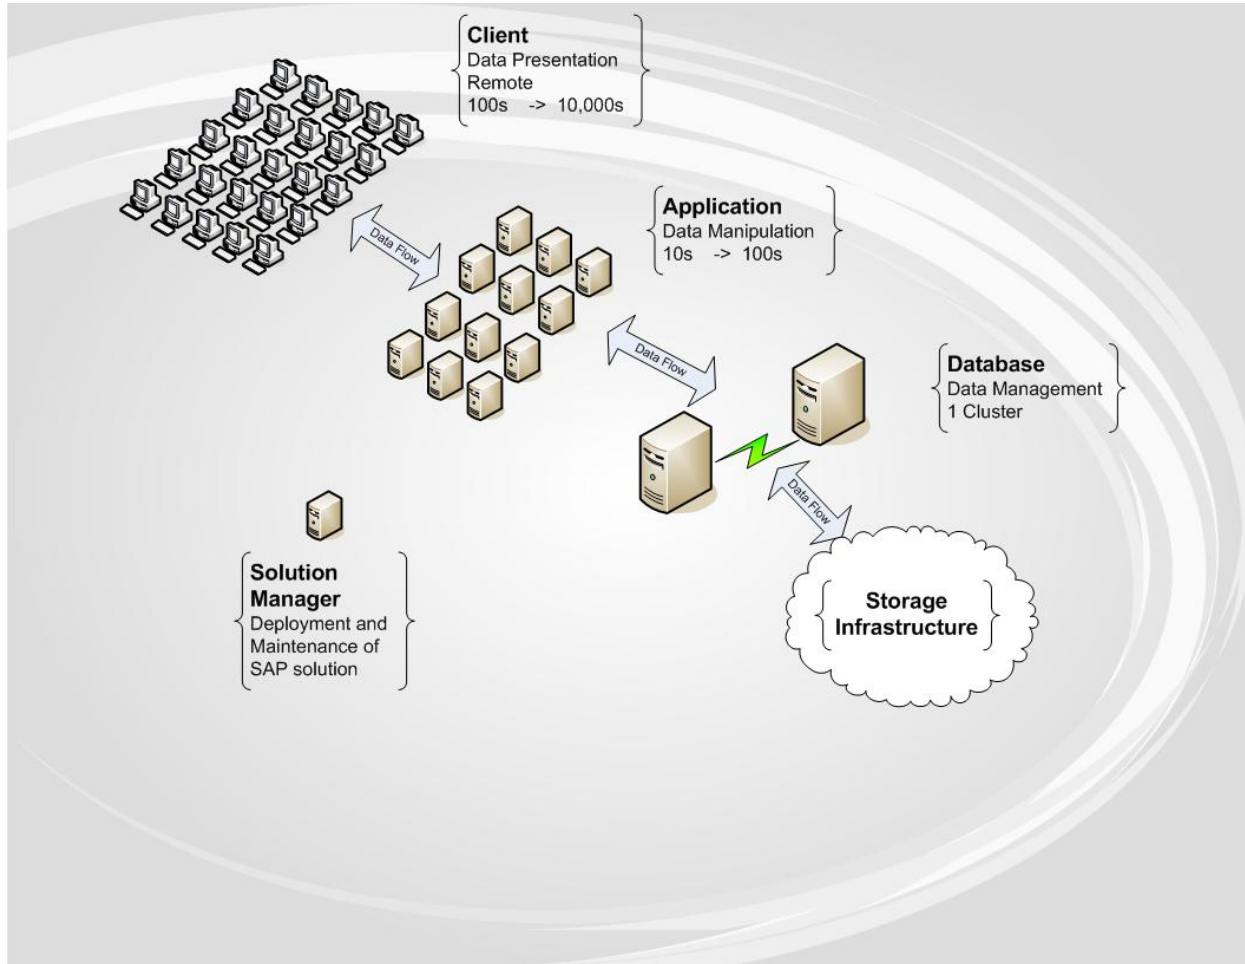 Client
Data Presentation
Remote
100s -> 10,000s
Data Flow
Application
Data Manipulation
10s -> 100s
Data Flow
Database
Data Management
1 Cluster
Data Flow
Storage
Infrastructure
Solution
Manager
Deployment and
Maintenance of
SAP solution